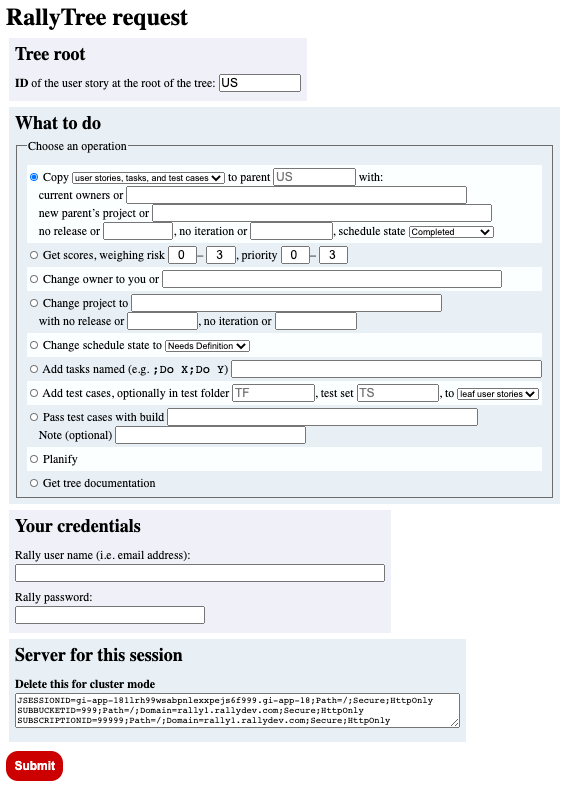 RallyTree request
Tree root
ID of the user story at the root of the tree: US
What to do
Choose an operation
Copy user stories, tasks, and test cases to parent US with:
current owners or
new parent's project or
no release or , no iteration or , schedule state Completed
Get scores, weighing risk 0 – 3 , priority 0 – 3
Change owner to you or
Change project to
with no release or , no iteration or
Change schedule state to Needs Definition
Add tasks named (e.g. ;Do X;Do Y)
Add test cases, optionally in test folder TF , test set TS , to leaf user stories
Pass test cases with build
Note (optional)
Planify
Get tree documentation
Your credentials
Rally user name (i.e. email address):
Rally password:
Server for this session
Delete this for cluster mode
JSESSIONID=gi-app-18llrh99wsabpnlexxpejs6f999.gi-app-18;Path=/;Secure;HttpOnly
SUBBUCKETID=999;Path=/;Domain=rally1.rallydev.com;Secure;HttpOnly
SUBSCRIPTIONID=99999;Path=/;Domain=rally1.rallydev.com;Secure;HttpOnly
Submit